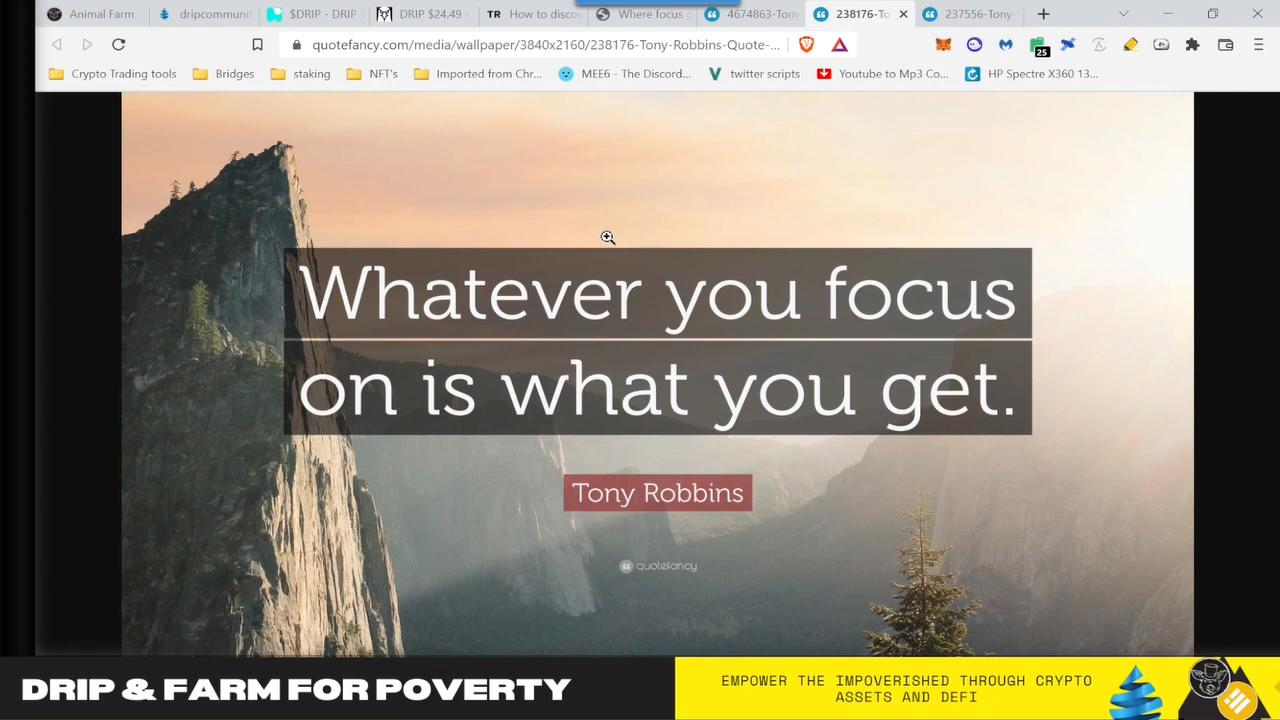 Animal Farm
dripcommunit
$DRIP - DRIP
DRIP $24.49 -
TR How to discov
Where focus g
4674863-Tony
238176-To
237556-Tony-
quotefancy.com/media/wallpaper/3840x2160/238176-Tony-Robbins-Quote-...
25
Crypto Trading tools
Bridges
staking
NFT's
Imported from Chr...
MEE6 - The Discord...
twitter scripts
Youtube to Mp3 Co...
HP Spectre X360 13...
Whatever you focus
on is what you get.
Tony Robbins
quotefancy
DRIP & FARM FOR POVERTY
EMPOWER THE IMPOVERISHED THROUGH CRYPTO
ASSETS AND DEFI